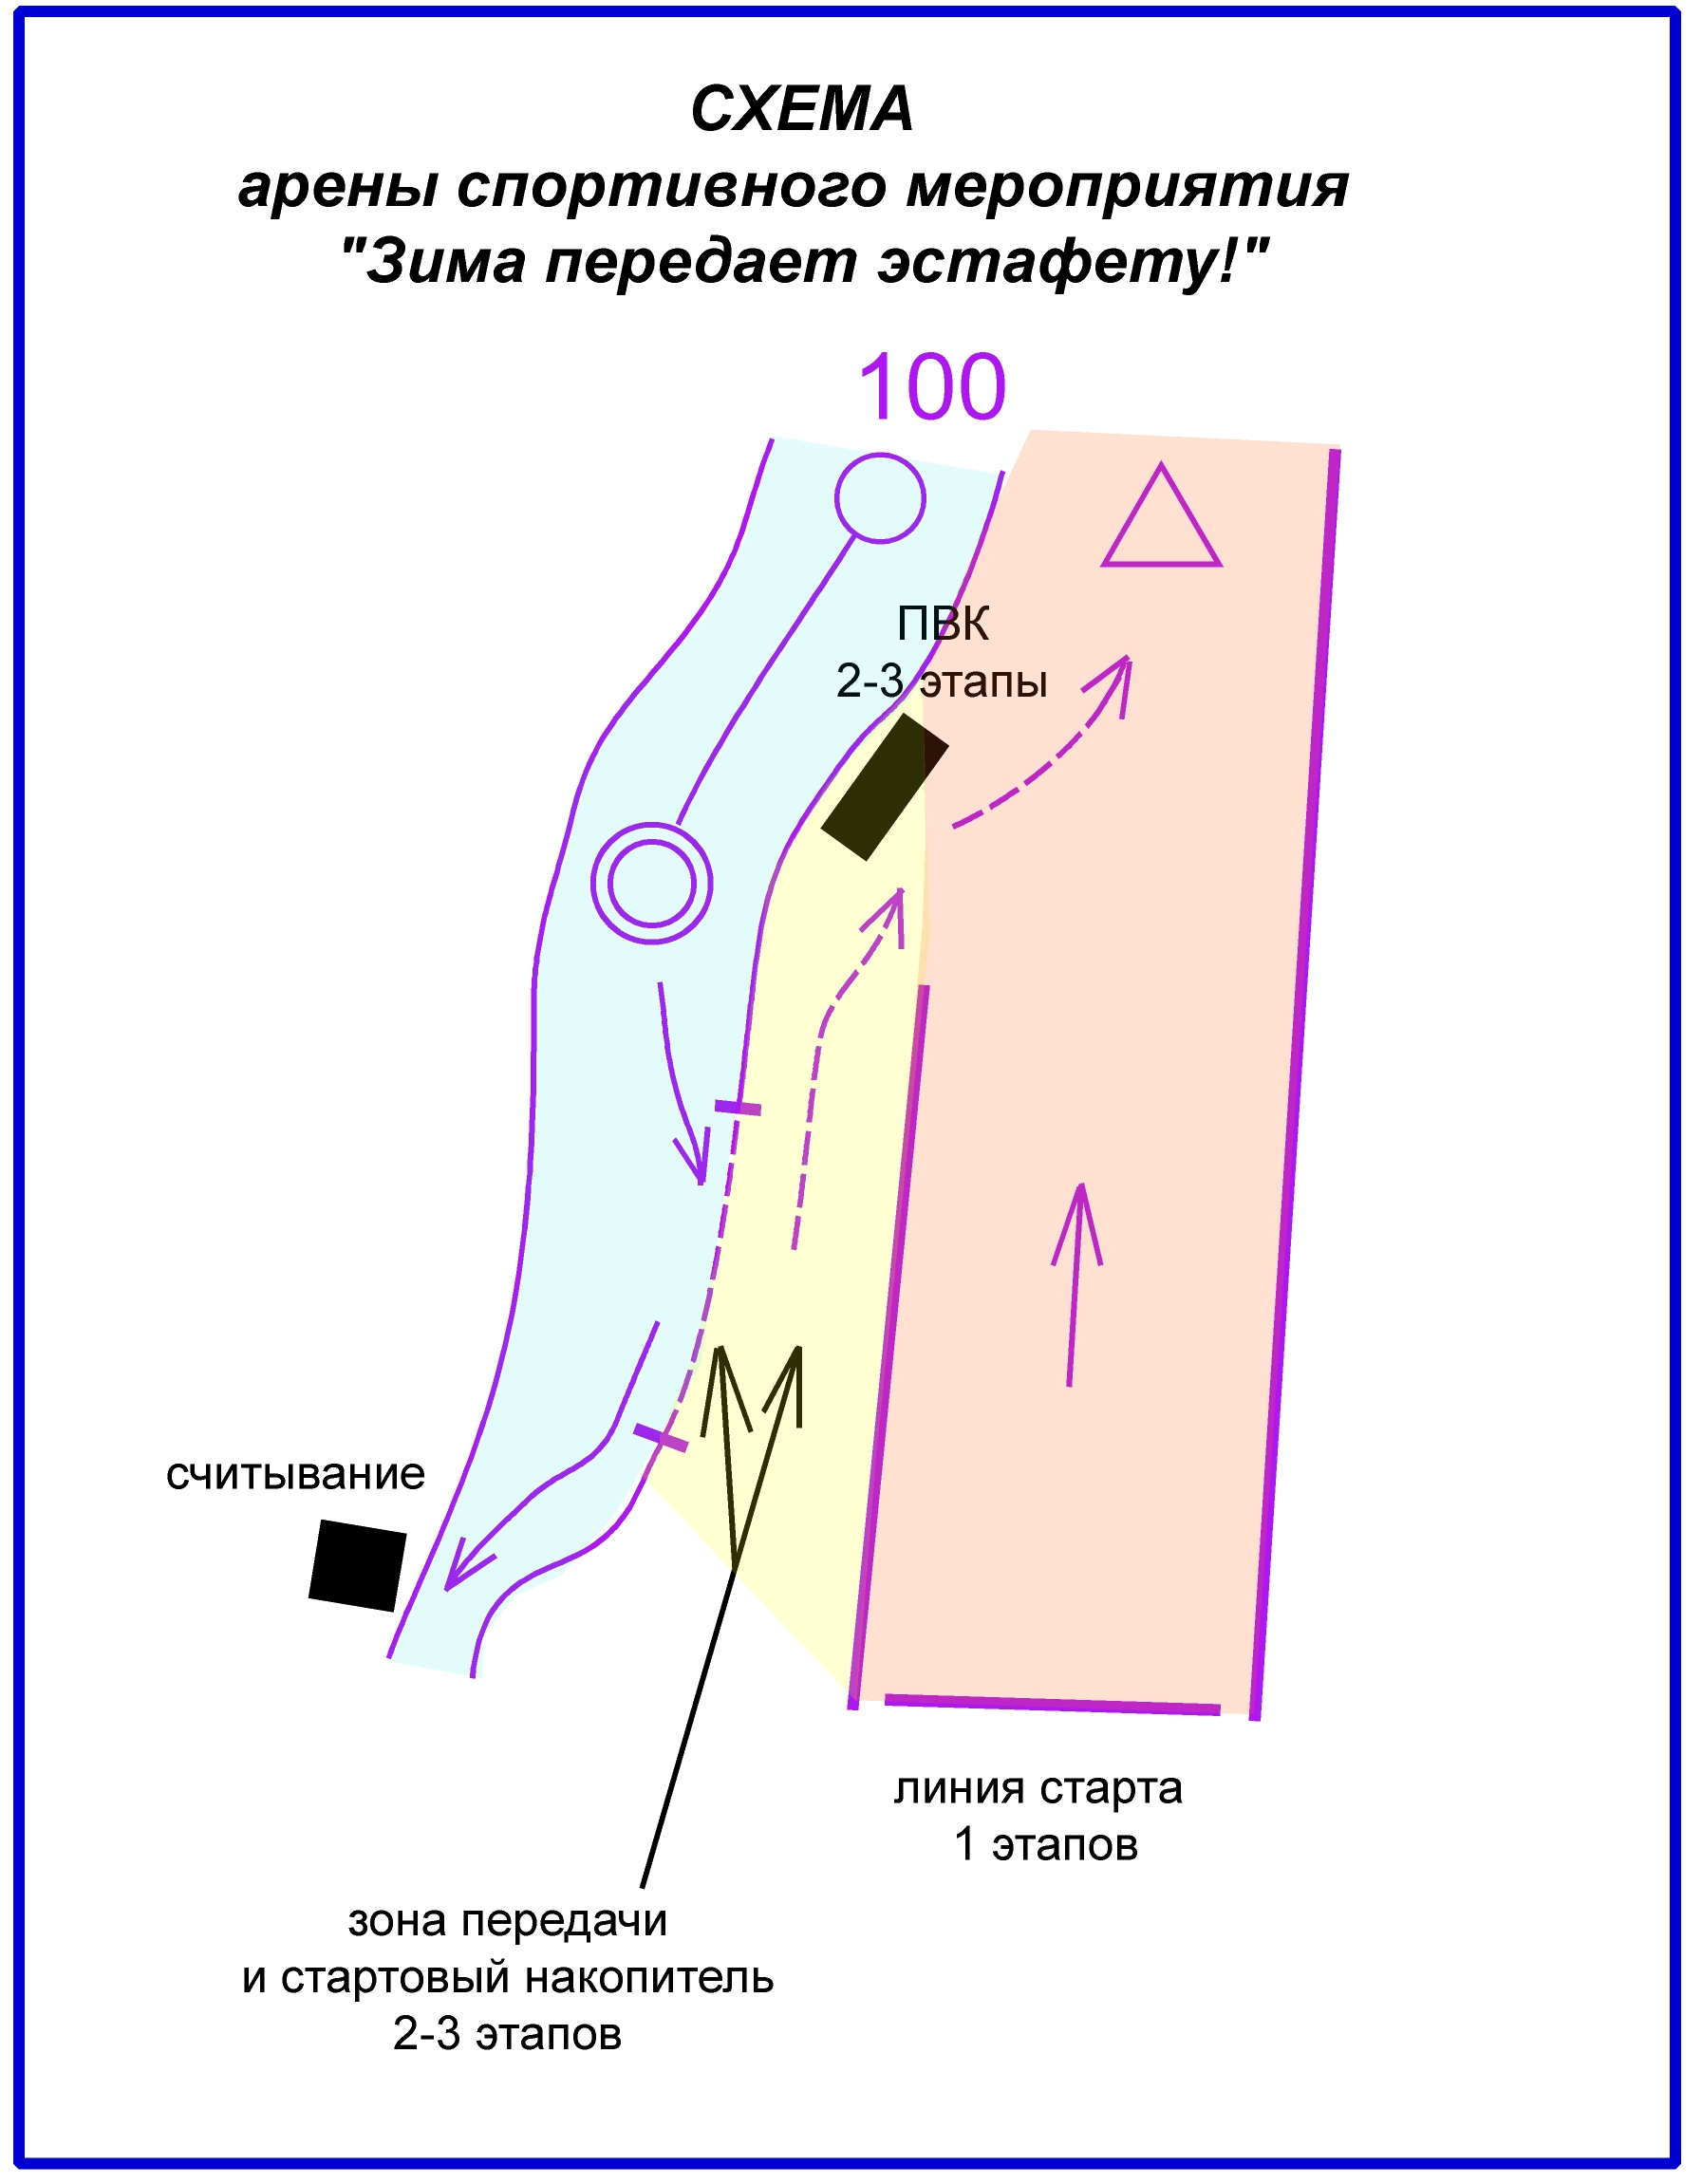 СХЕМА
арены спортивного мероприятия
"Зима передает эстафету!"
100
ПВК
2-3 этапы
считывание
линия старта
1 этапов
зона передачи
и стартовый накопитель
2-3 этапов